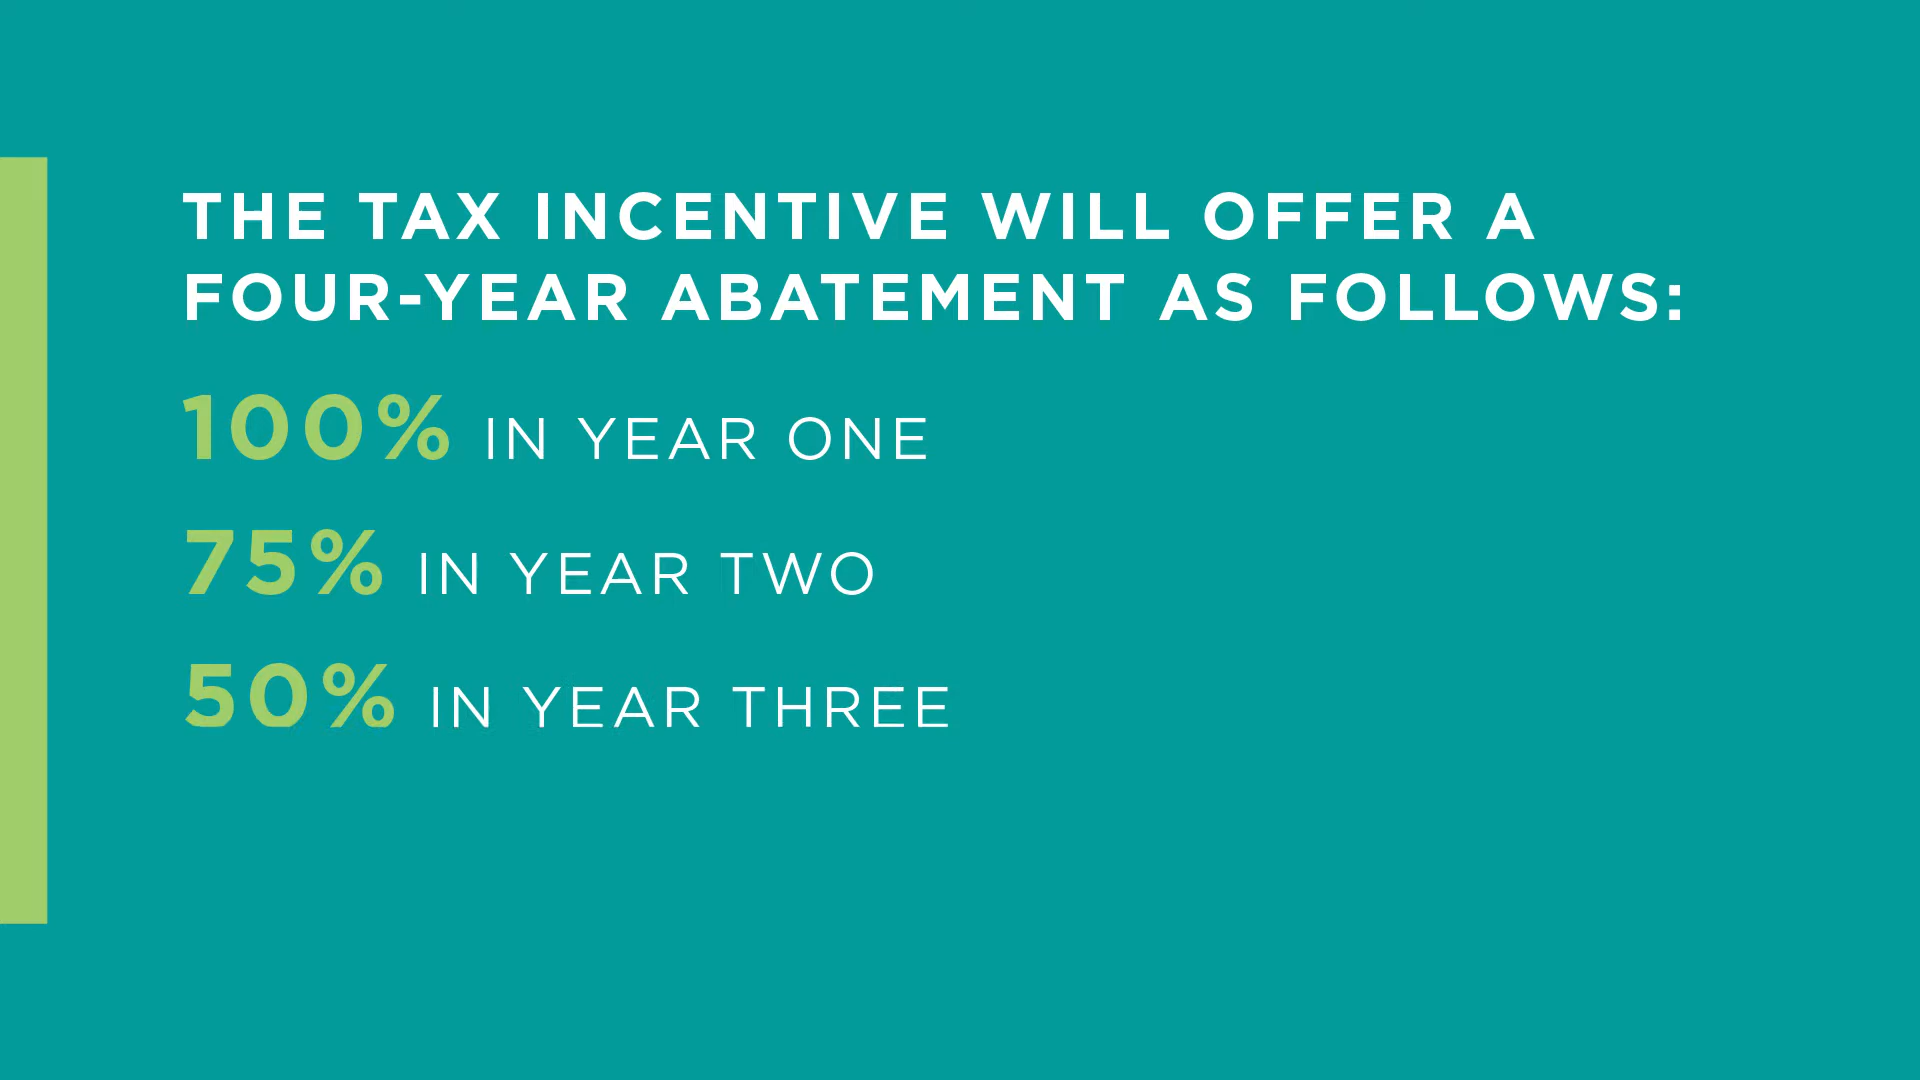 THE TAX INCENTIVE WILL OFFER A
FOUR-YEAR ABATEMENT AS FOLLOWS:
100% IN YEAR ONE
75% IN YEAR TWO
50% IN YEAR THREE